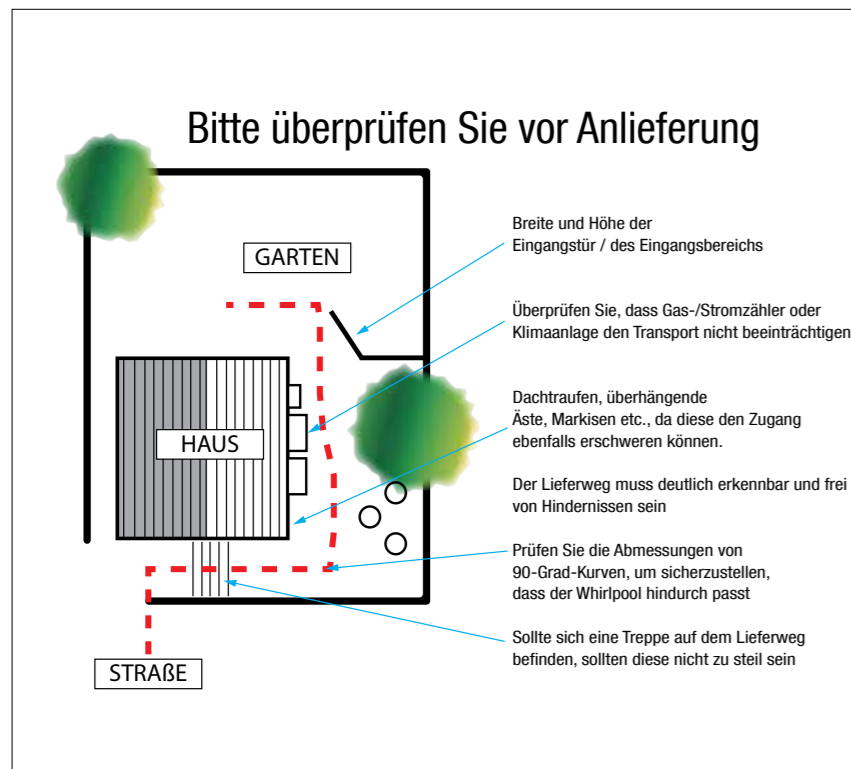 Bitte überprüfen Sie vor Anlieferung
GARTEN
HAUS
STRAßE
Breite und Höhe der
Eingangstür / des Eingangsbereichs
Überprüfen Sie, dass Gas-/Stromzähler oder
Klimaanlage den Transport nicht beeinträchtigen
Dachtraufen, überhängende
Äste, Markisen etc., da diese den Zugang
ebenfalls erschweren können.
Der Lieferweg muss deutlich erkennbar und frei
von Hindernissen sein
Prüfen Sie die Abmessungen von
90-Grad-Kurven, um sicherzustellen,
dass der Whirlpool hindurch passt
Sollte sich eine Treppe auf dem Lieferweg
befinden, sollten diese nicht zu steil sein